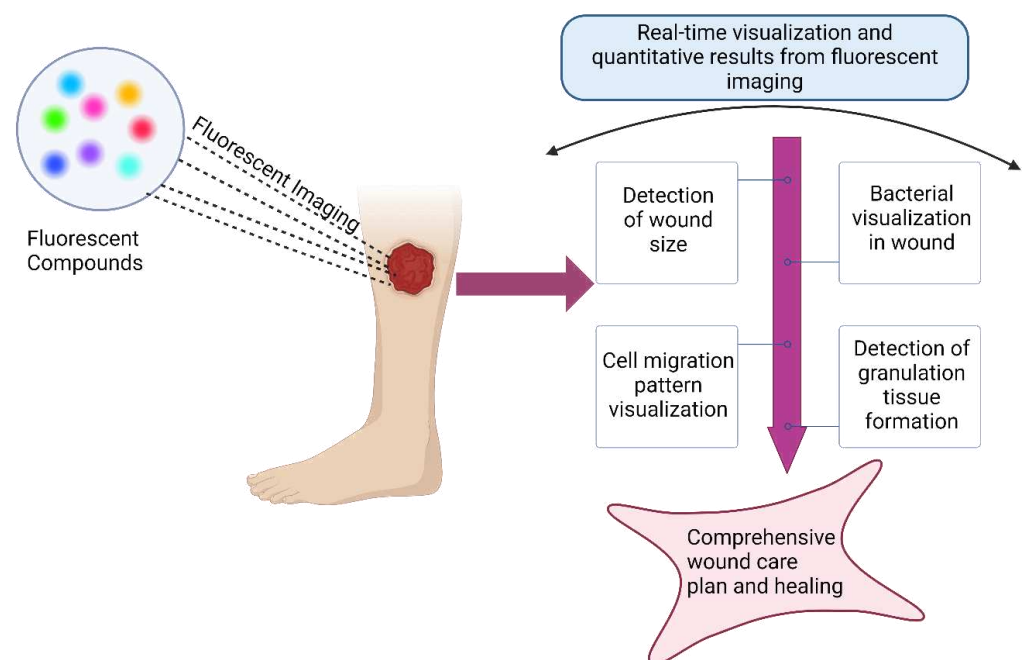 Real-time visualization and
quantitative results from fluorescent
imaging
Fluorescent Imaging
Fluorescent
Compounds
Detection
of wound
size
Bacterial
visualization
in wound
Cell migration
pattern
visualization
Detection of
granulation
tissue
formation
Comprehensive
wound care
plan and healing